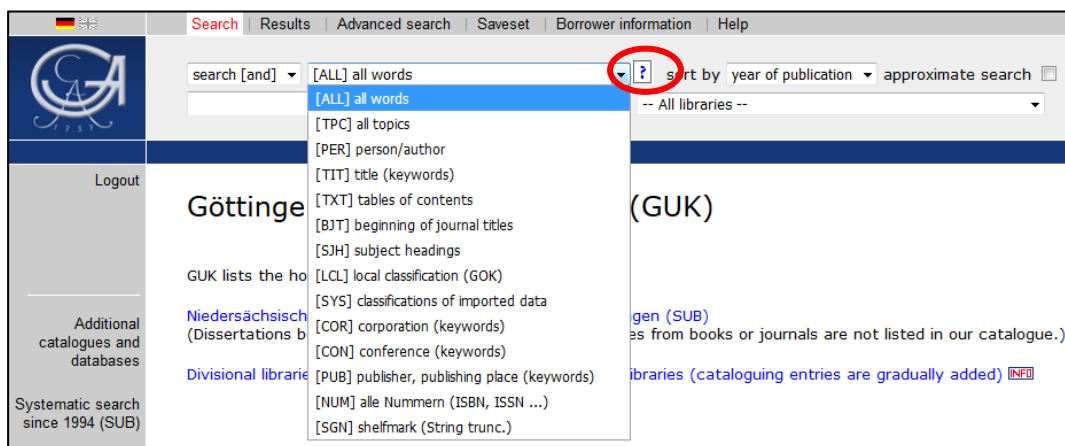 Search | Results | Advanced search | Saveset | Borrower information | Help
search [and] [ALL] all words ? sort by year of publication approximate search
-- All libraries --
[ALL] all words
[TPC] all topics
[PER] person/author
[TIT] title (keywords)
[TXT] tables of contents
[BJT] beginning of journal titles
[SJH] subject headings
[LCL] local classification (GOK)
[SYS] classifications of imported data
[COR] corporation (keywords)
[CON] conference (keywords)
[PUB] publisher, publishing place (keywords)
[NUM] alle Nummern (ISBN, ISSN ...)
[SGN] shelfmark (String trunc.)
1737
Logout
Additional
catalogues and
databases
Systematic search
since 1994 (SUB)
Göttinge (GUK)
GUK lists the ho
Niedersächsisch gen (SUB)
(Dissertations b es from books or journals are not listed in our catalogue.)
Divisional librarie ibraries (cataloguing entries are gradually added) INFO